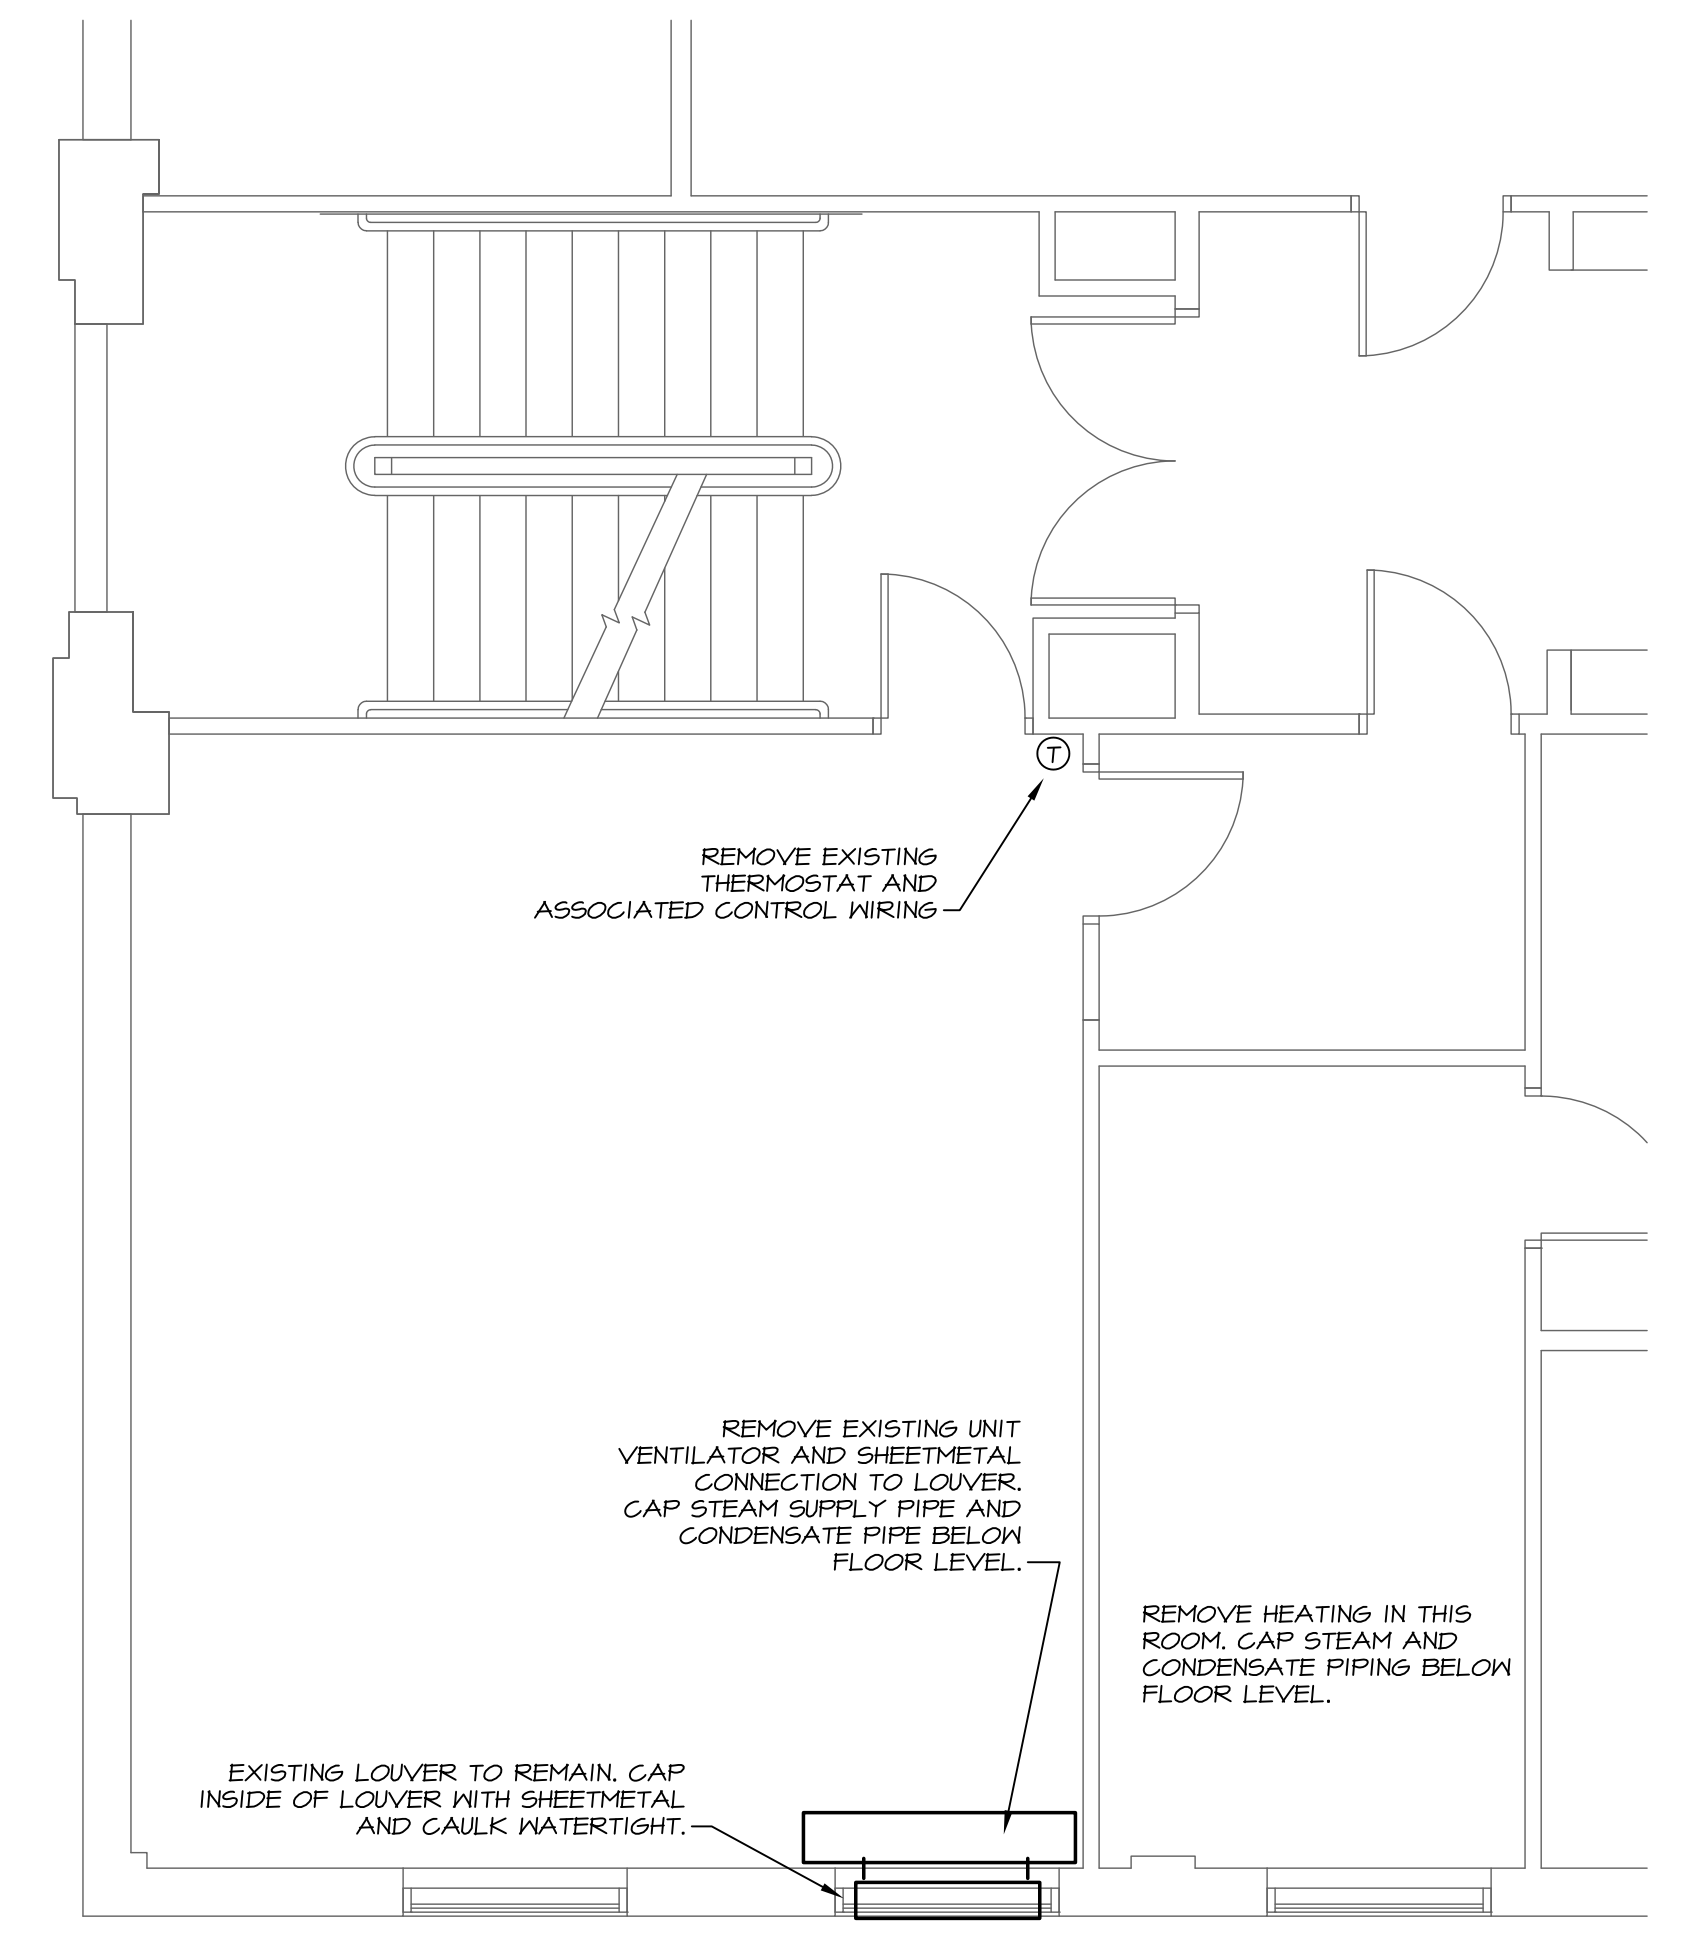 T
REMOVE EXISTING
THERMOSTAT AND
ASSOCIATED CONTROL WIRING
REMOVE EXISTING UNIT
VENTILATOR AND SHEETMETAL
CONNECTION TO LOUVER.
CAP STEAM SUPPLY PIPE AND
CONDENSATE PIPE BELOW
FLOOR LEVEL.
REMOVE HEATING IN THIS
ROOM. CAP STEAM AND
CONDENSATE PIPING BELOW
FLOOR LEVEL.
EXISTING LOUVER TO REMAIN. CAP
INSIDE OF LOUVER WITH SHEETMETAL
AND CAULK WATERTIGHT.